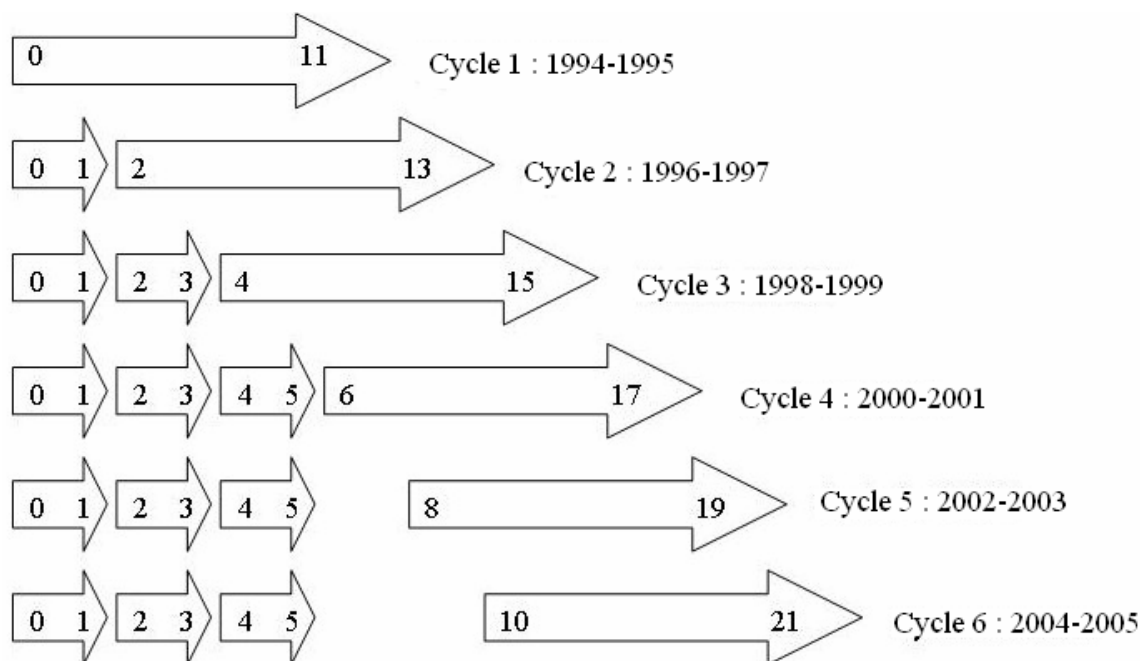 0 11 Cycle 1 : 1994-1995
0 1 2 13 Cycle 2 : 1996-1997
0 1 2 3 4 15 Cycle 3 : 1998-1999
0 1 2 3 4 5 6 17 Cycle 4 : 2000-2001
0 1 2 3 4 5 8 19 Cycle 5 : 2002-2003
0 1 2 3 4 5 10 21 Cycle 6 : 2004-2005